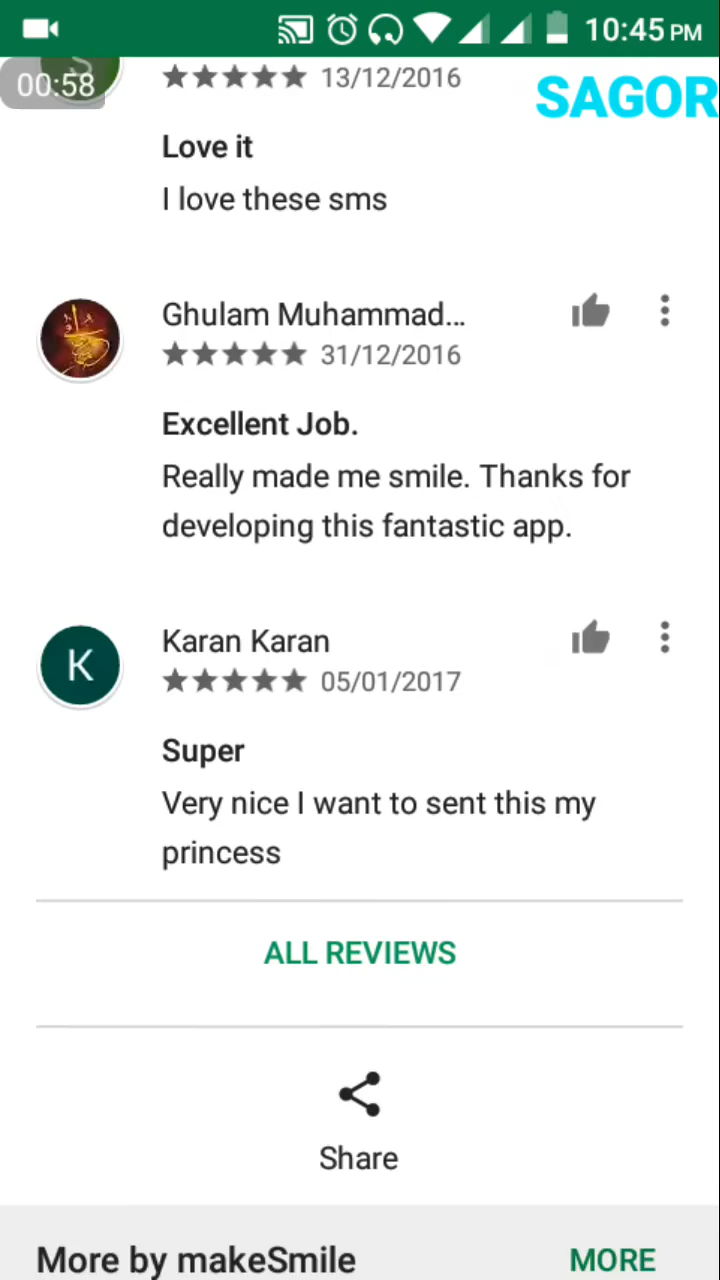 10:45 PM
00:58
S
13/12/2016
SAGOR
Love it
I love these sms
Ghulam Muhammad...
31/12/2016
Excellent Job.
Really made me smile. Thanks for
developing this fantastic app.
K
Karan Karan
05/01/2017
Super
Very nice I want to sent this my
princess
ALL REVIEWS
Share
More by makeSmile
MORE